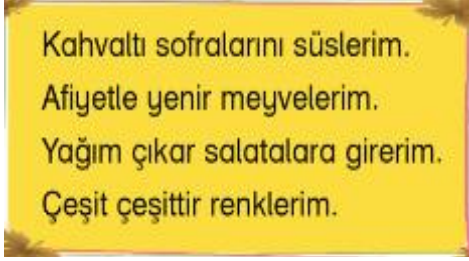 Kahvaltı sofralarını süslerim.
Afiyetle yenir meyvelerim.
Yağım çıkar salatalara girerim.
Çeşit çeşittir renklerim.